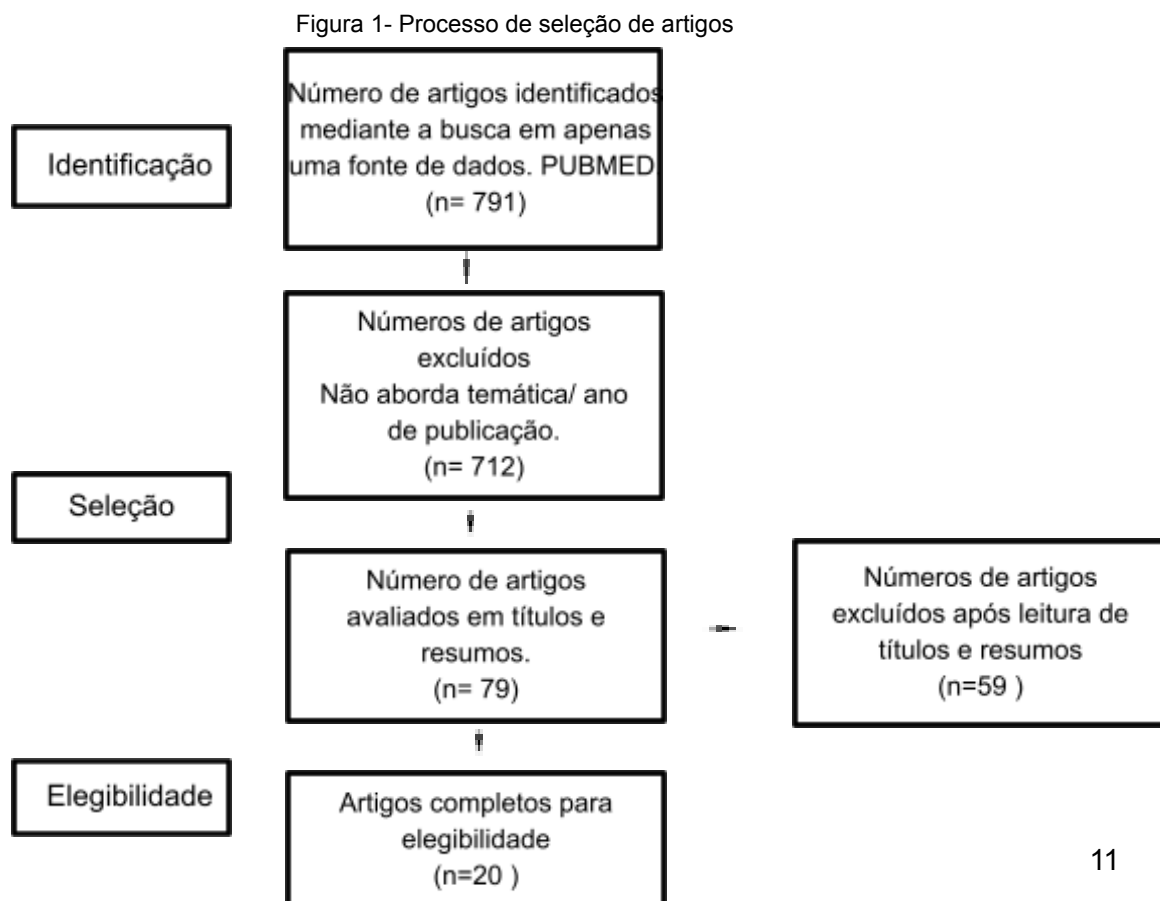 Figura 1- Processo de seleção de artigos
Identificação
Número de artigos identificados
mediante a busca em apenas
uma fonte de dados. PUBMED.
(n= 791)
Números de artigos
excluídos
Não aborda temática/ ano
de publicação.
(n= 712)
Seleção
Número de artigos
avaliados em títulos e
resumos.
(n= 79)
Números de artigos
excluídos após leitura de
títulos e resumos
(n=59 )
Elegibilidade
Artigos completos para
elegibilidade
(n=20 )
11